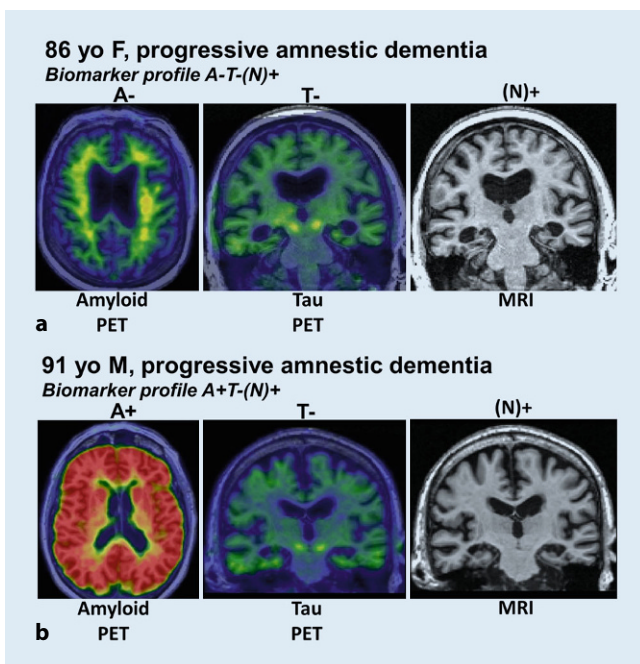 86 yo F, progressive amnestic dementia
Biomarker profile A-T-(N)+
A- T- (N)+
Amyloid Tau MRI
a PET PET
91 yo M, progressive amnestic dementia
Biomarker profile A+T-(N)+
A+ T- (N)+
Amyloid Tau MRI
b PET PET